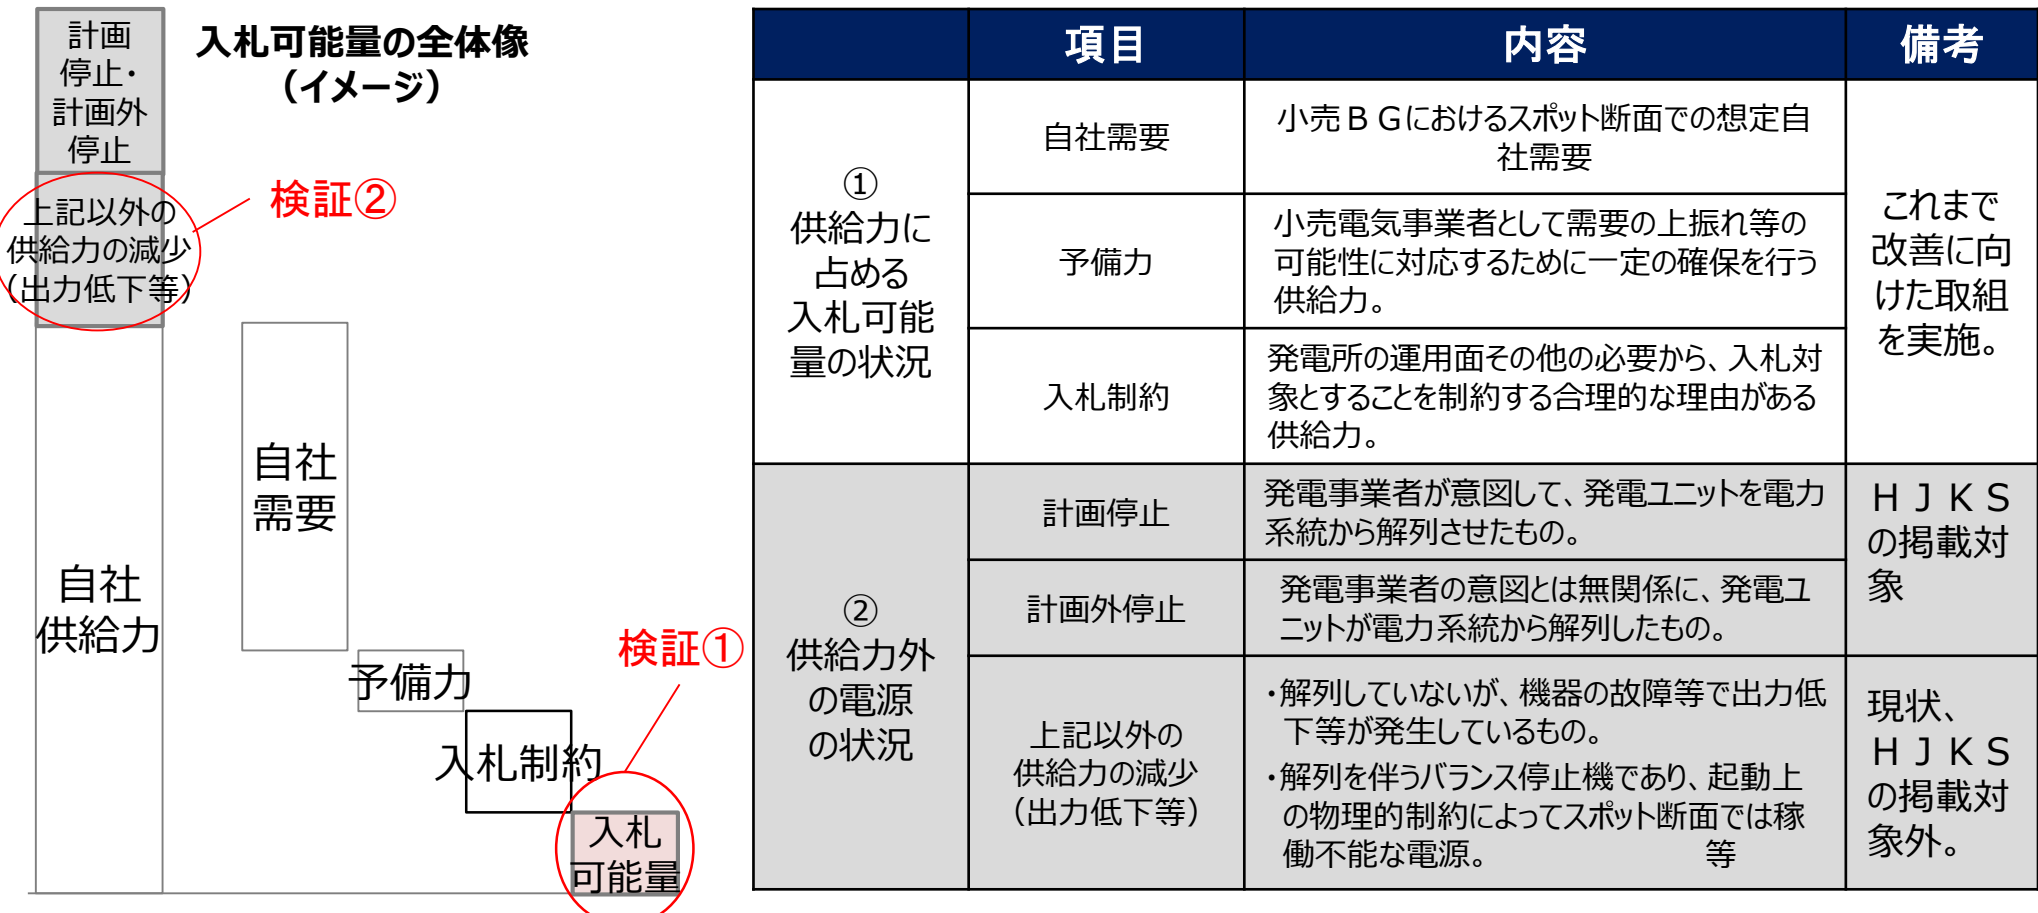 入札可能量の全体像
（イメージ）
計画
停止・
計画外
停止
検証②
上記以外の
供給力の減少
（出力低下等）
自社
需要
自社
供給力
検証①
予備力
入札制約
入札
可能量
項目
内容
備考
①
供給力に
占める
入札可能
量の状況
自社需要
小売ＢＧにおけるスポット断面での想定自
社需要
予備力
小売電気事業者として需要の上振れ等の
可能性に対応するために一定の確保を行う
供給力。
入札制約
発電所の運用面その他の必要から、入札対
象とすることを制約する合理的な理由がある
供給力。
これまで
改善に向
けた取組
を実施。
②
供給力外
の電源
の状況
計画停止
発電事業者が意図して、発電ユニットを電力
系統から解列させたもの。
計画外停止
発電事業者の意図とは無関係に、発電ユ
ニットが電力系統から解列したもの。
ＨＪＫＳ
の掲載対
象
上記以外の
供給力の減少
（出力低下等）
・解列していないが、機器の故障等で出力低
下等が発生しているもの。
・解列を伴うバランス停止機であり、起動上
の物理的制約によってスポット断面では稼
働不能な電源。 等
現状、
ＨＪＫＳ
の掲載対
象外。